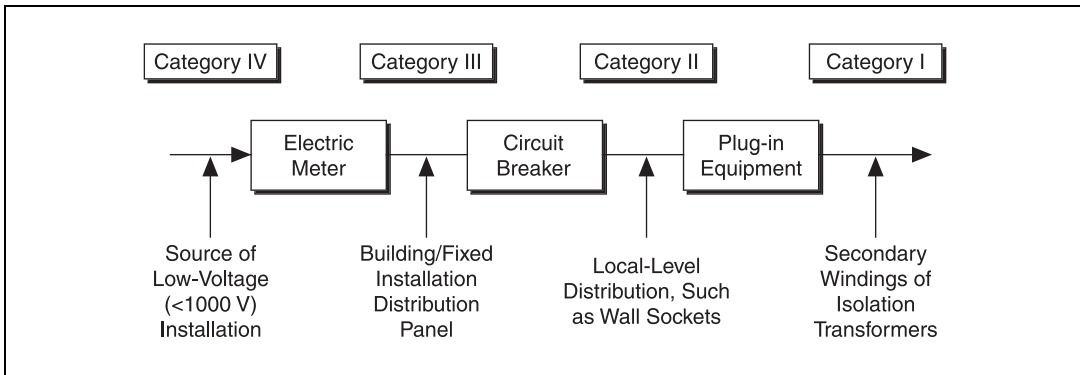 Category IV
Category III
Category II
Category I
Electric
Meter
Circuit
Breaker
Plug-in
Equipment
Source of
Low-Voltage
(<1000 V)
Installation
Building/Fixed
Installation
Distribution
Panel
Local-Level
Distribution, Such
as Wall Sockets
Secondary
Windings of
Isolation
Transformers